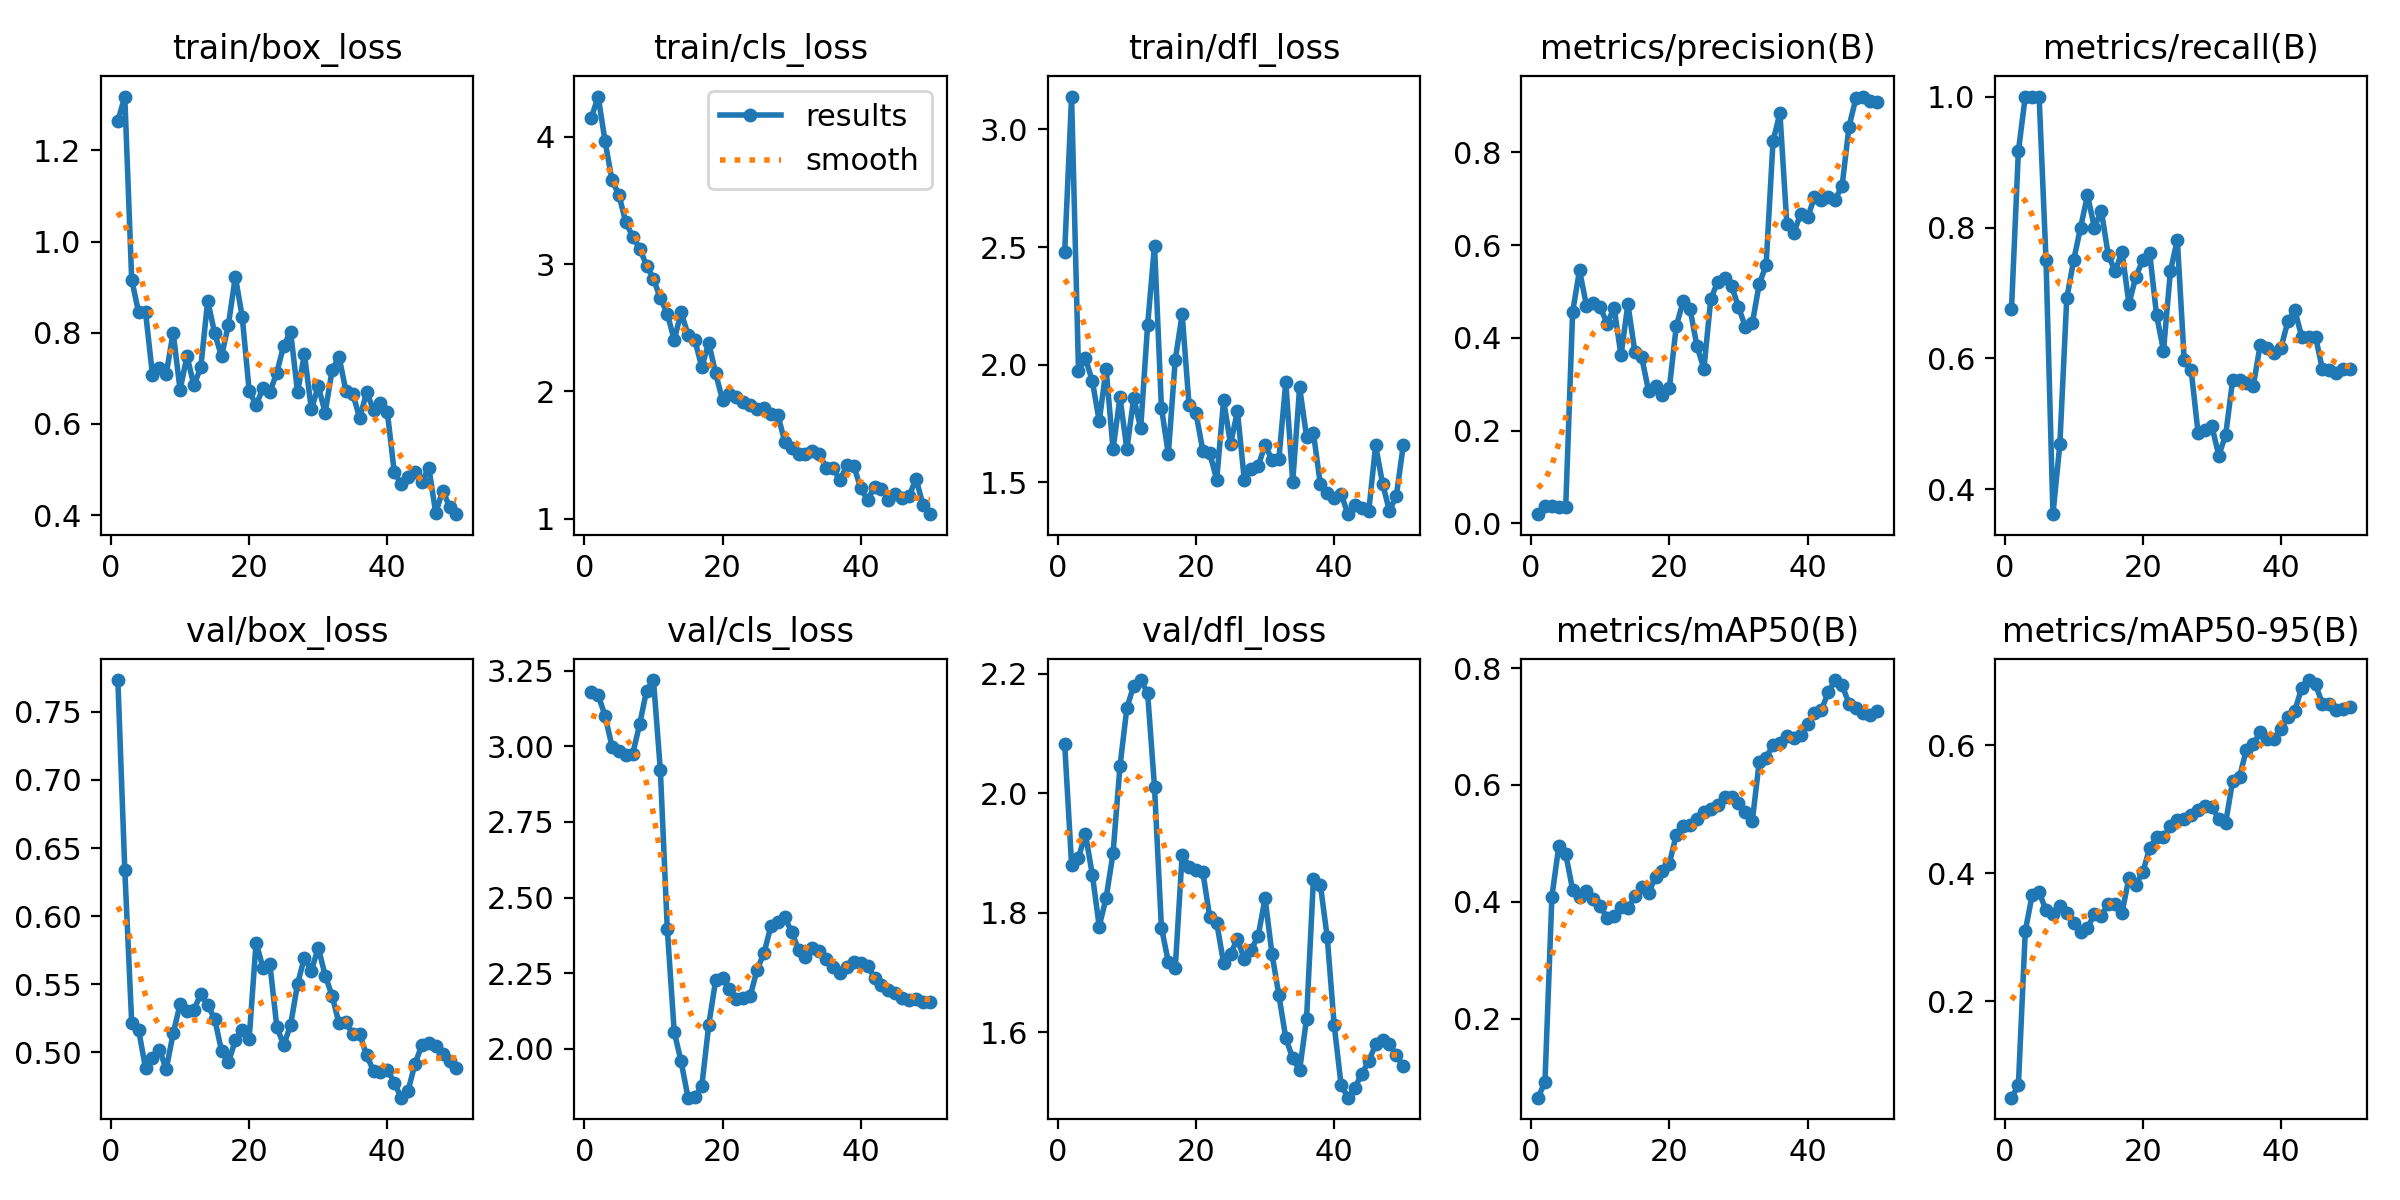 train/box_loss
1.2
1.0
0.8
0.6
0.4
0 20 40
train/cls_loss
results
smooth
4
3
2
1
0 20 40
train/dfl_loss
3.0
2.5
2.0
1.5
0 20 40
metrics/precision(B)
0.8
0.6
0.4
0.2
0.0
0 20 40
metrics/recall(B)
1.0
0.8
0.6
0.4
0 20 40
val/box_loss
0.75
0.70
0.65
0.60
0.55
0.50
0 20 40
val/cls_loss
3.25
3.00
2.75
2.50
2.25
2.00
0 20 40
val/dfl_loss
2.2
2.0
1.8
1.6
0 20 40
metrics/mAP50(B)
0.8
0.6
0.4
0.2
0 20 40
metrics/mAP50-95(B)
0.6
0.4
0.2
0 20 40